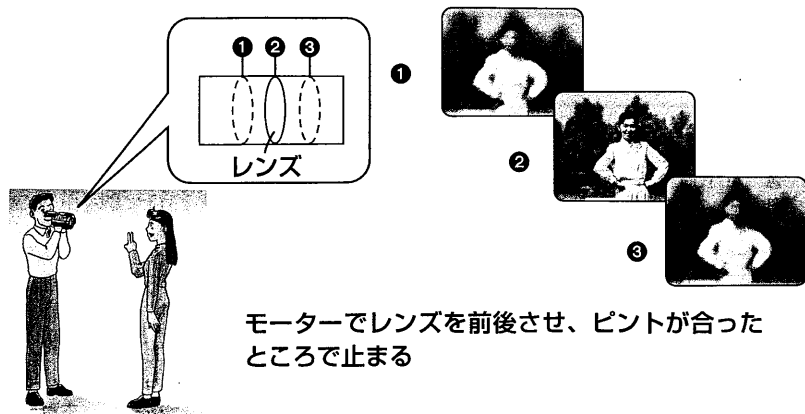 ❶ ❷ ❸
レンズ
❶
❷
❸
モーターでレンズを前後させ、ピントが合った
ところで止まる